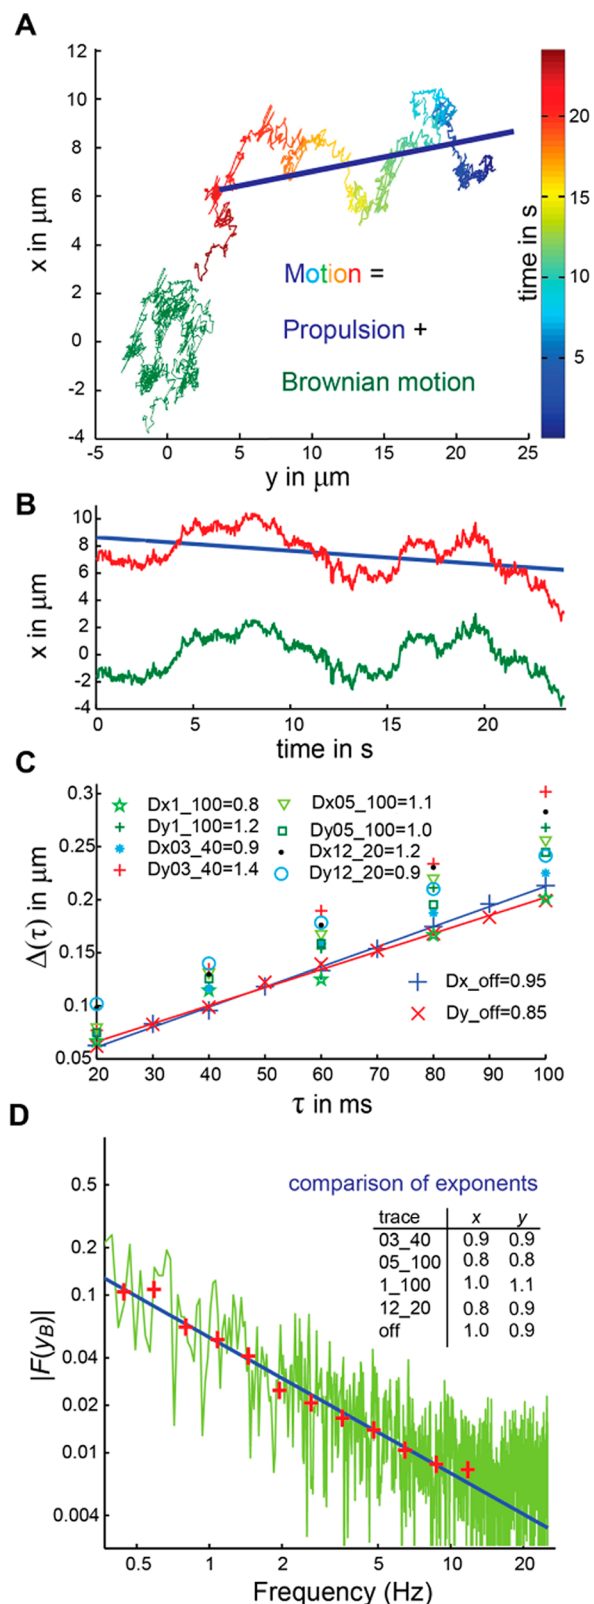 A
12
10
8
6
4
2
0
-2
-4
x in μm
-5 0 5 10 15 20 25
y in μm
Motion =
Propulsion +
Brownian motion
20
15
10
5
time in s
B
10
8
6
4
2
0
-2
-4
x in μm
0 5 10 15 20
time in s
C
0.3
0.25
0.2
0.15
0.1
0.05
Δ(τ) in μm
Dx1_100=0.8
Dy1_100=1.2
Dx03_40=0.9
Dy03_40=1.4
Dx05_100=1.1
Dy05_100=1.0
Dx12_20=1.2
Dy12_20=0.9
Dx_off=0.95
Dy_off=0.85
20 30 40 50 60 70 80 90 100
τ in ms
D
0.5
0.2
0.1
0.04
0.02
0.01
0.004
|F(yB)|
comparison of exponents
trace x y
03_40 0.9 0.9
05_100 0.8 0.8
1_100 1.0 1.1
12_20 0.8 0.9
off 1.0 0.9
0.5 1 2 5 10 20
Frequency (Hz)